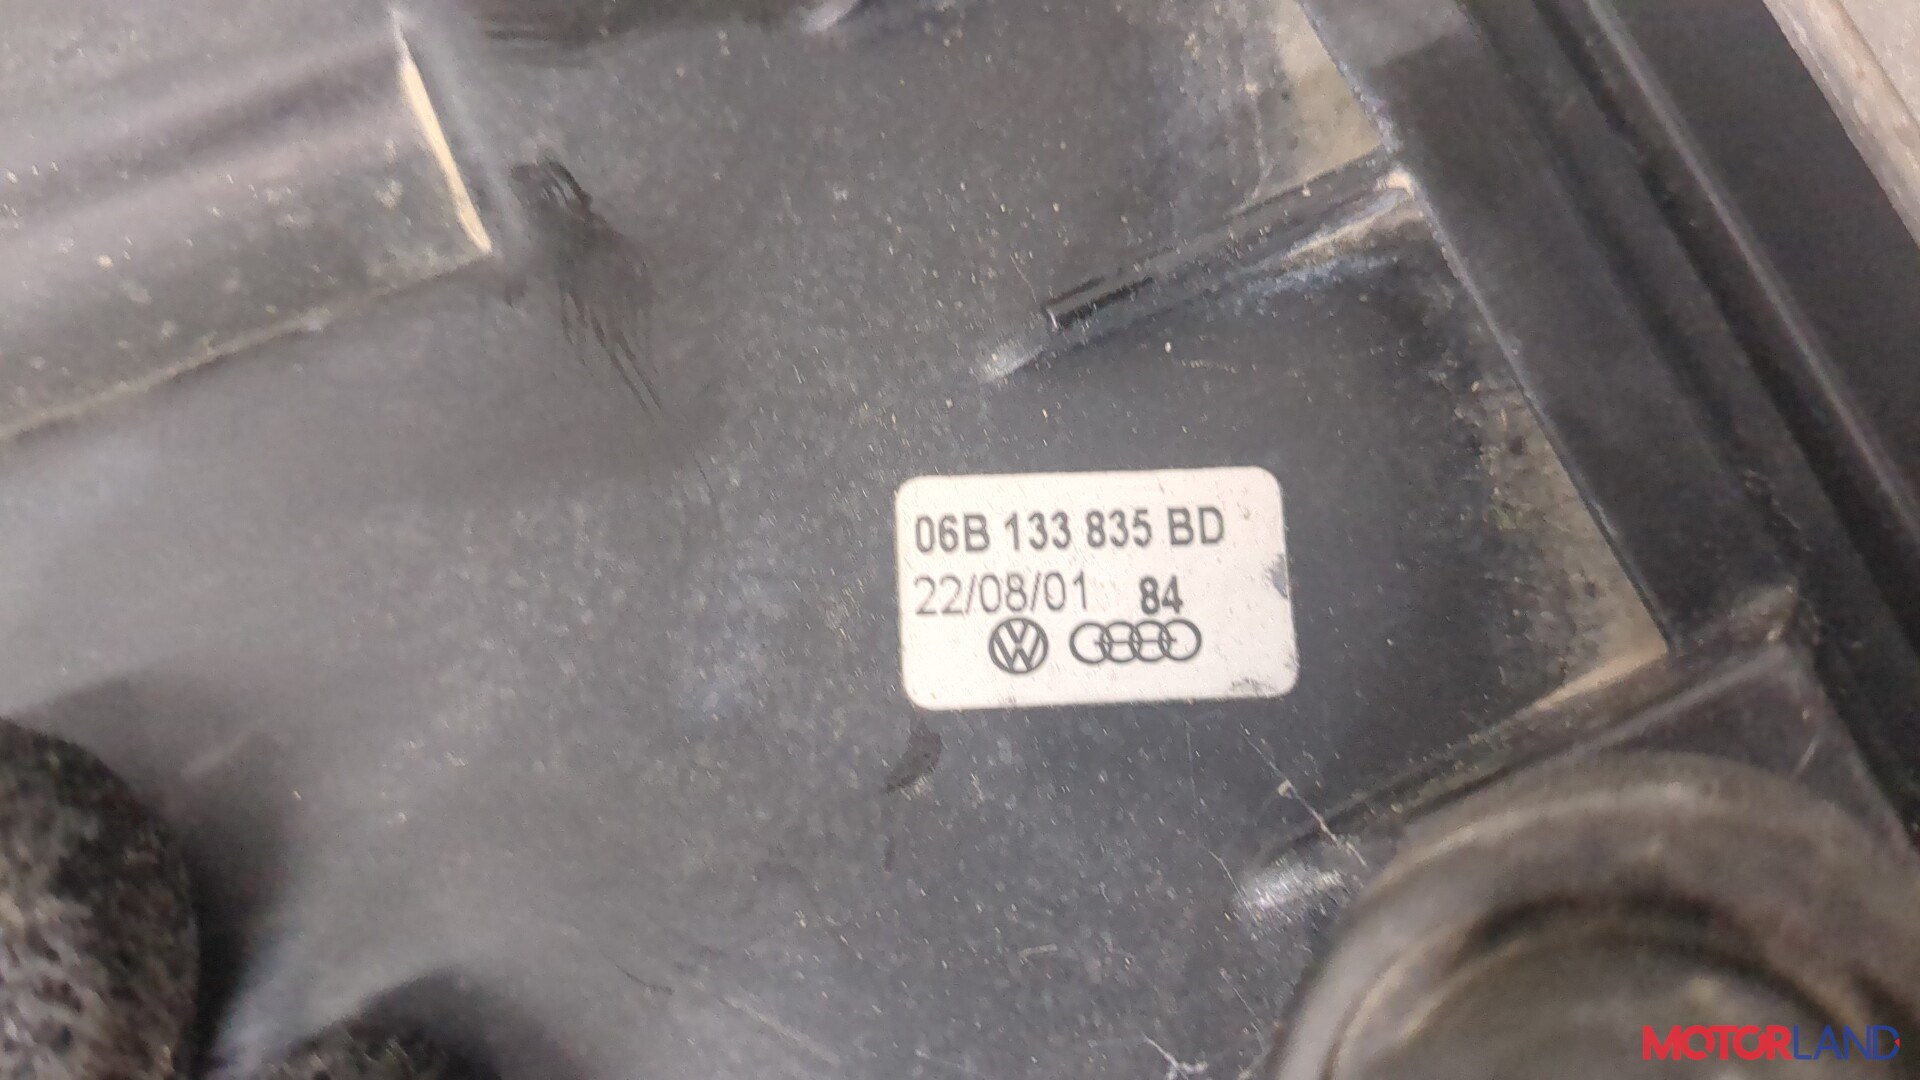 06B 133 835 BD
22/08/01 84
MOTORLAND